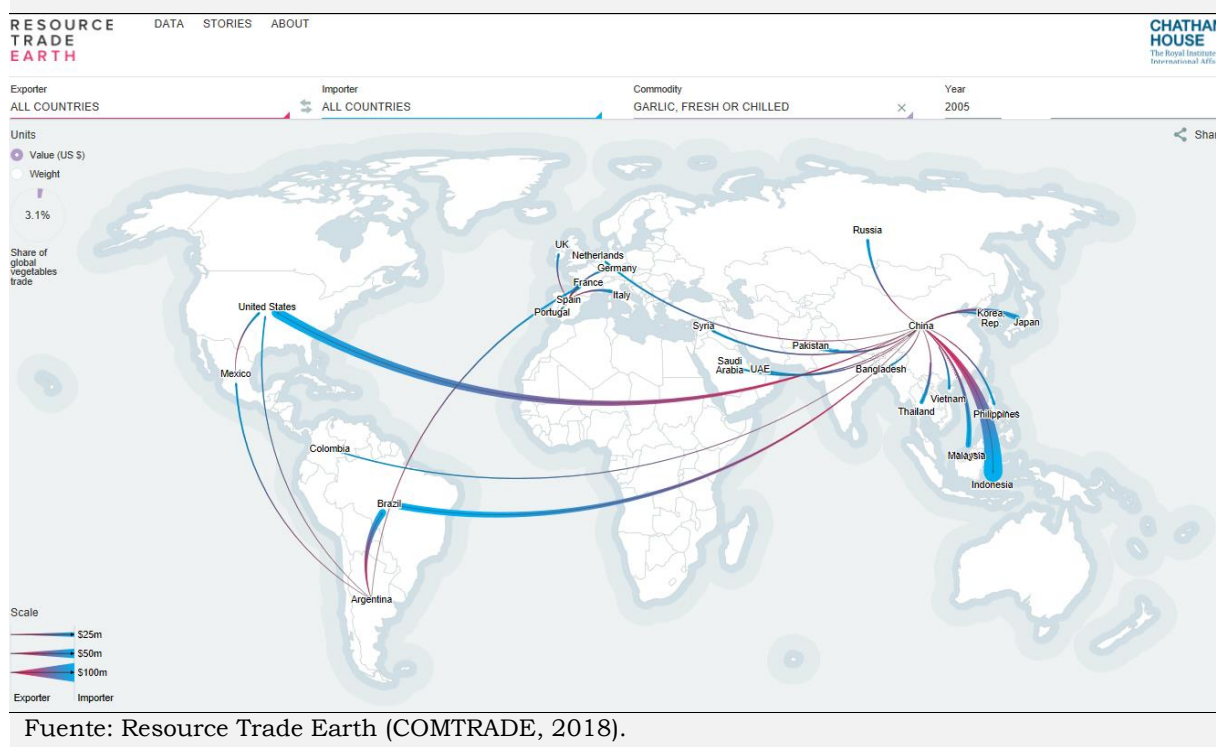 RESOURCE
TRADE
EARTH
DATA STORIES ABOUT
CHATHAM
HOUSE
The Royal Institute
International Affa
Exporter
ALL COUNTRIES
Importer
ALL COUNTRIES
Commodity
GARLIC, FRESH OR CHILLED
Year
2005
Units
Value (US $)
Weight
3.1%
Share of
global
vegetables
trade
Shar
Russia
UK
Netherlands
Germany
France
Spain
Italy
Portugal
United States
Syria
China
Korea.
Rep
Japan
Pakistan
Saudi
Arabia
UAE
Bangladesh
Mexico
Vietnam
Thailand
Philippines
Colombia
Malaysia
Indonesia
Brazil
Argentina
Scale
$25m
$50m
$100m
Exporter Importer
Fuente: Resource Trade Earth (COMTRADE, 2018).